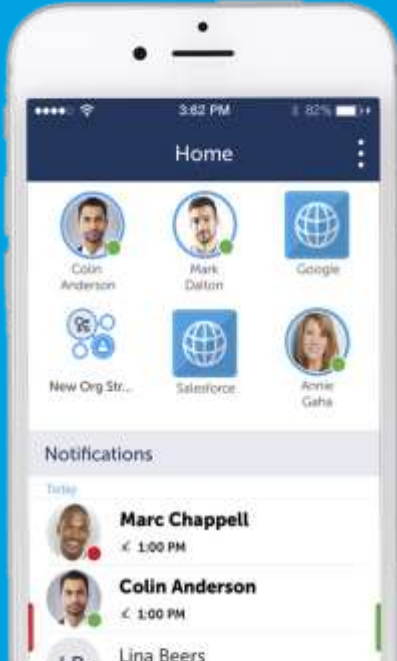 3:62 PM
82%
Home
Colin
Anderson
Mark
Dalton
Google
New Org Str...
Salesforce
Annie
Gaha
Notifications
Today
Marc Chappell
1:00 PM
Colin Anderson
1:00 PM
Lina Beers